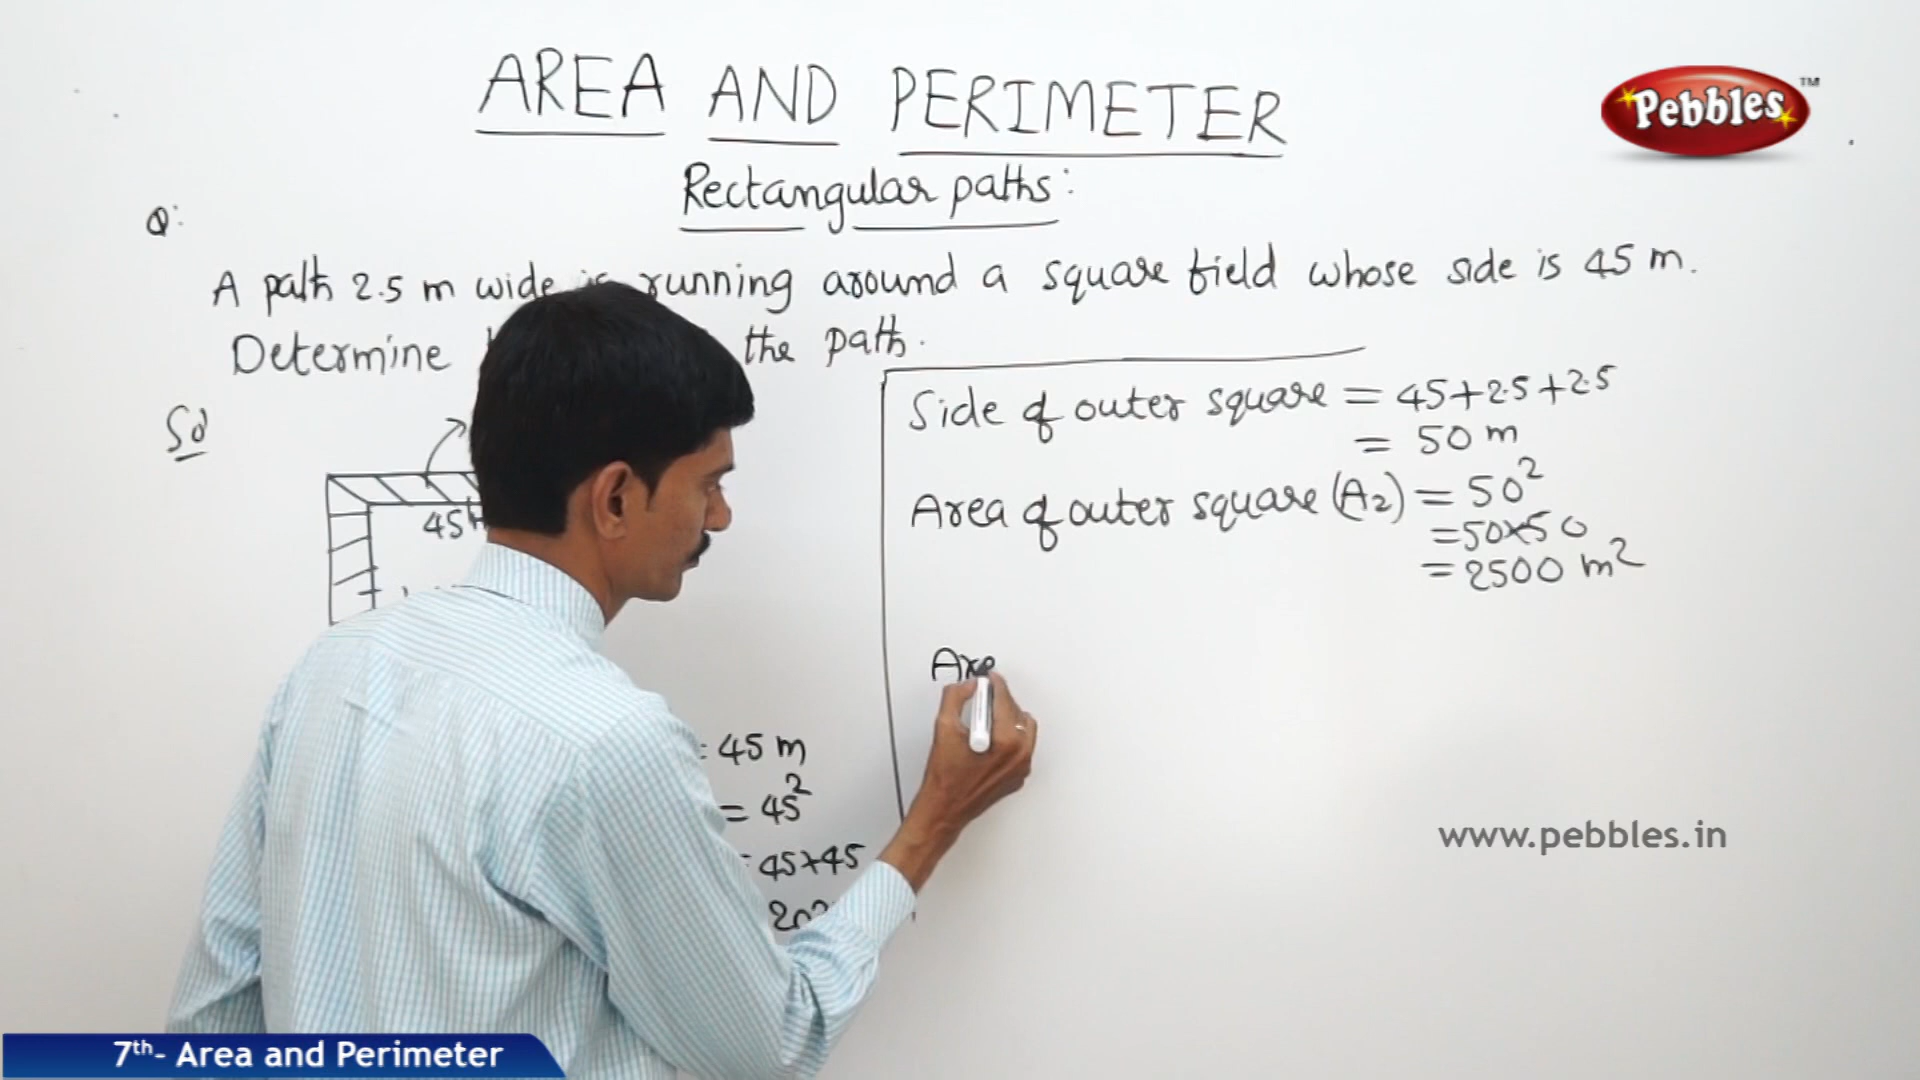 AREA AND PERIMETER
Pebbles™
Rectangular paths:
Q:
A path 2.5 m wide is running around a square field whose side is 45 m.
Determine the path.
Sol
45
: 45 m
= 45²
= 45×45
Side of outer square = 45+2.5+2.5
= 50 m
Area of outer square (A2) = 50²
=50×50
= 2500 m²
Are
www.pebbles.in
7th- Area and Perimeter